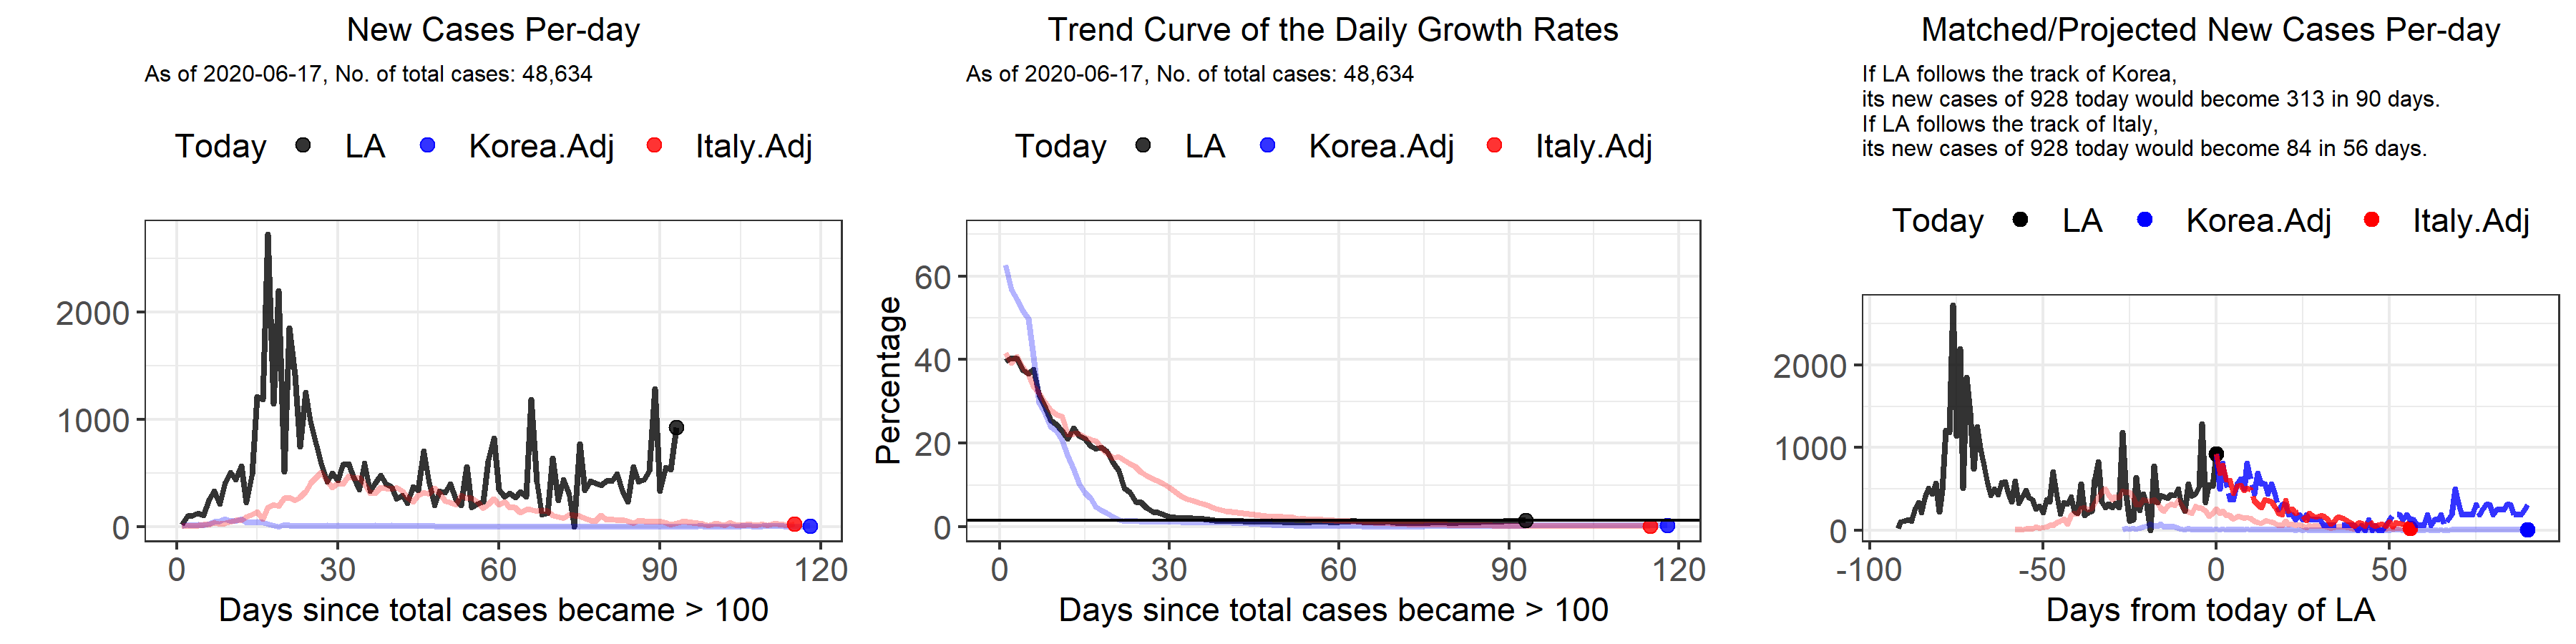 New Cases Per-day
As of 2020-06-17, No. of total cases: 48,634
Today LA Korea.Adj Italy.Adj
2000
1000
0
0 30 60 90 120
Days since total cases became > 100
Trend Curve of the Daily Growth Rates
As of 2020-06-17, No. of total cases: 48,634
Today LA Korea.Adj Italy.Adj
Percentage
60
40
20
0
0 30 60 90 120
Days since total cases became > 100
Matched/Projected New Cases Per-day
If LA follows the track of Korea,
its new cases of 928 today would become 313 in 90 days.
If LA follows the track of Italy,
its new cases of 928 today would become 84 in 56 days.
Today LA Korea.Adj Italy.Adj
2000
1000
0
-100 -50 0 50
Days from today of LA